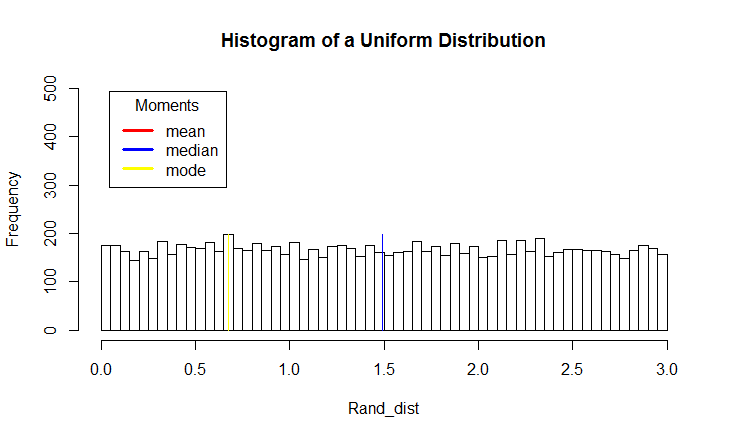 Histogram of a Uniform Distribution
Frequency
500
400
300
200
100
0
Moments
mean
median
mode
0.0 0.5 1.0 1.5 2.0 2.5 3.0
Rand_dist